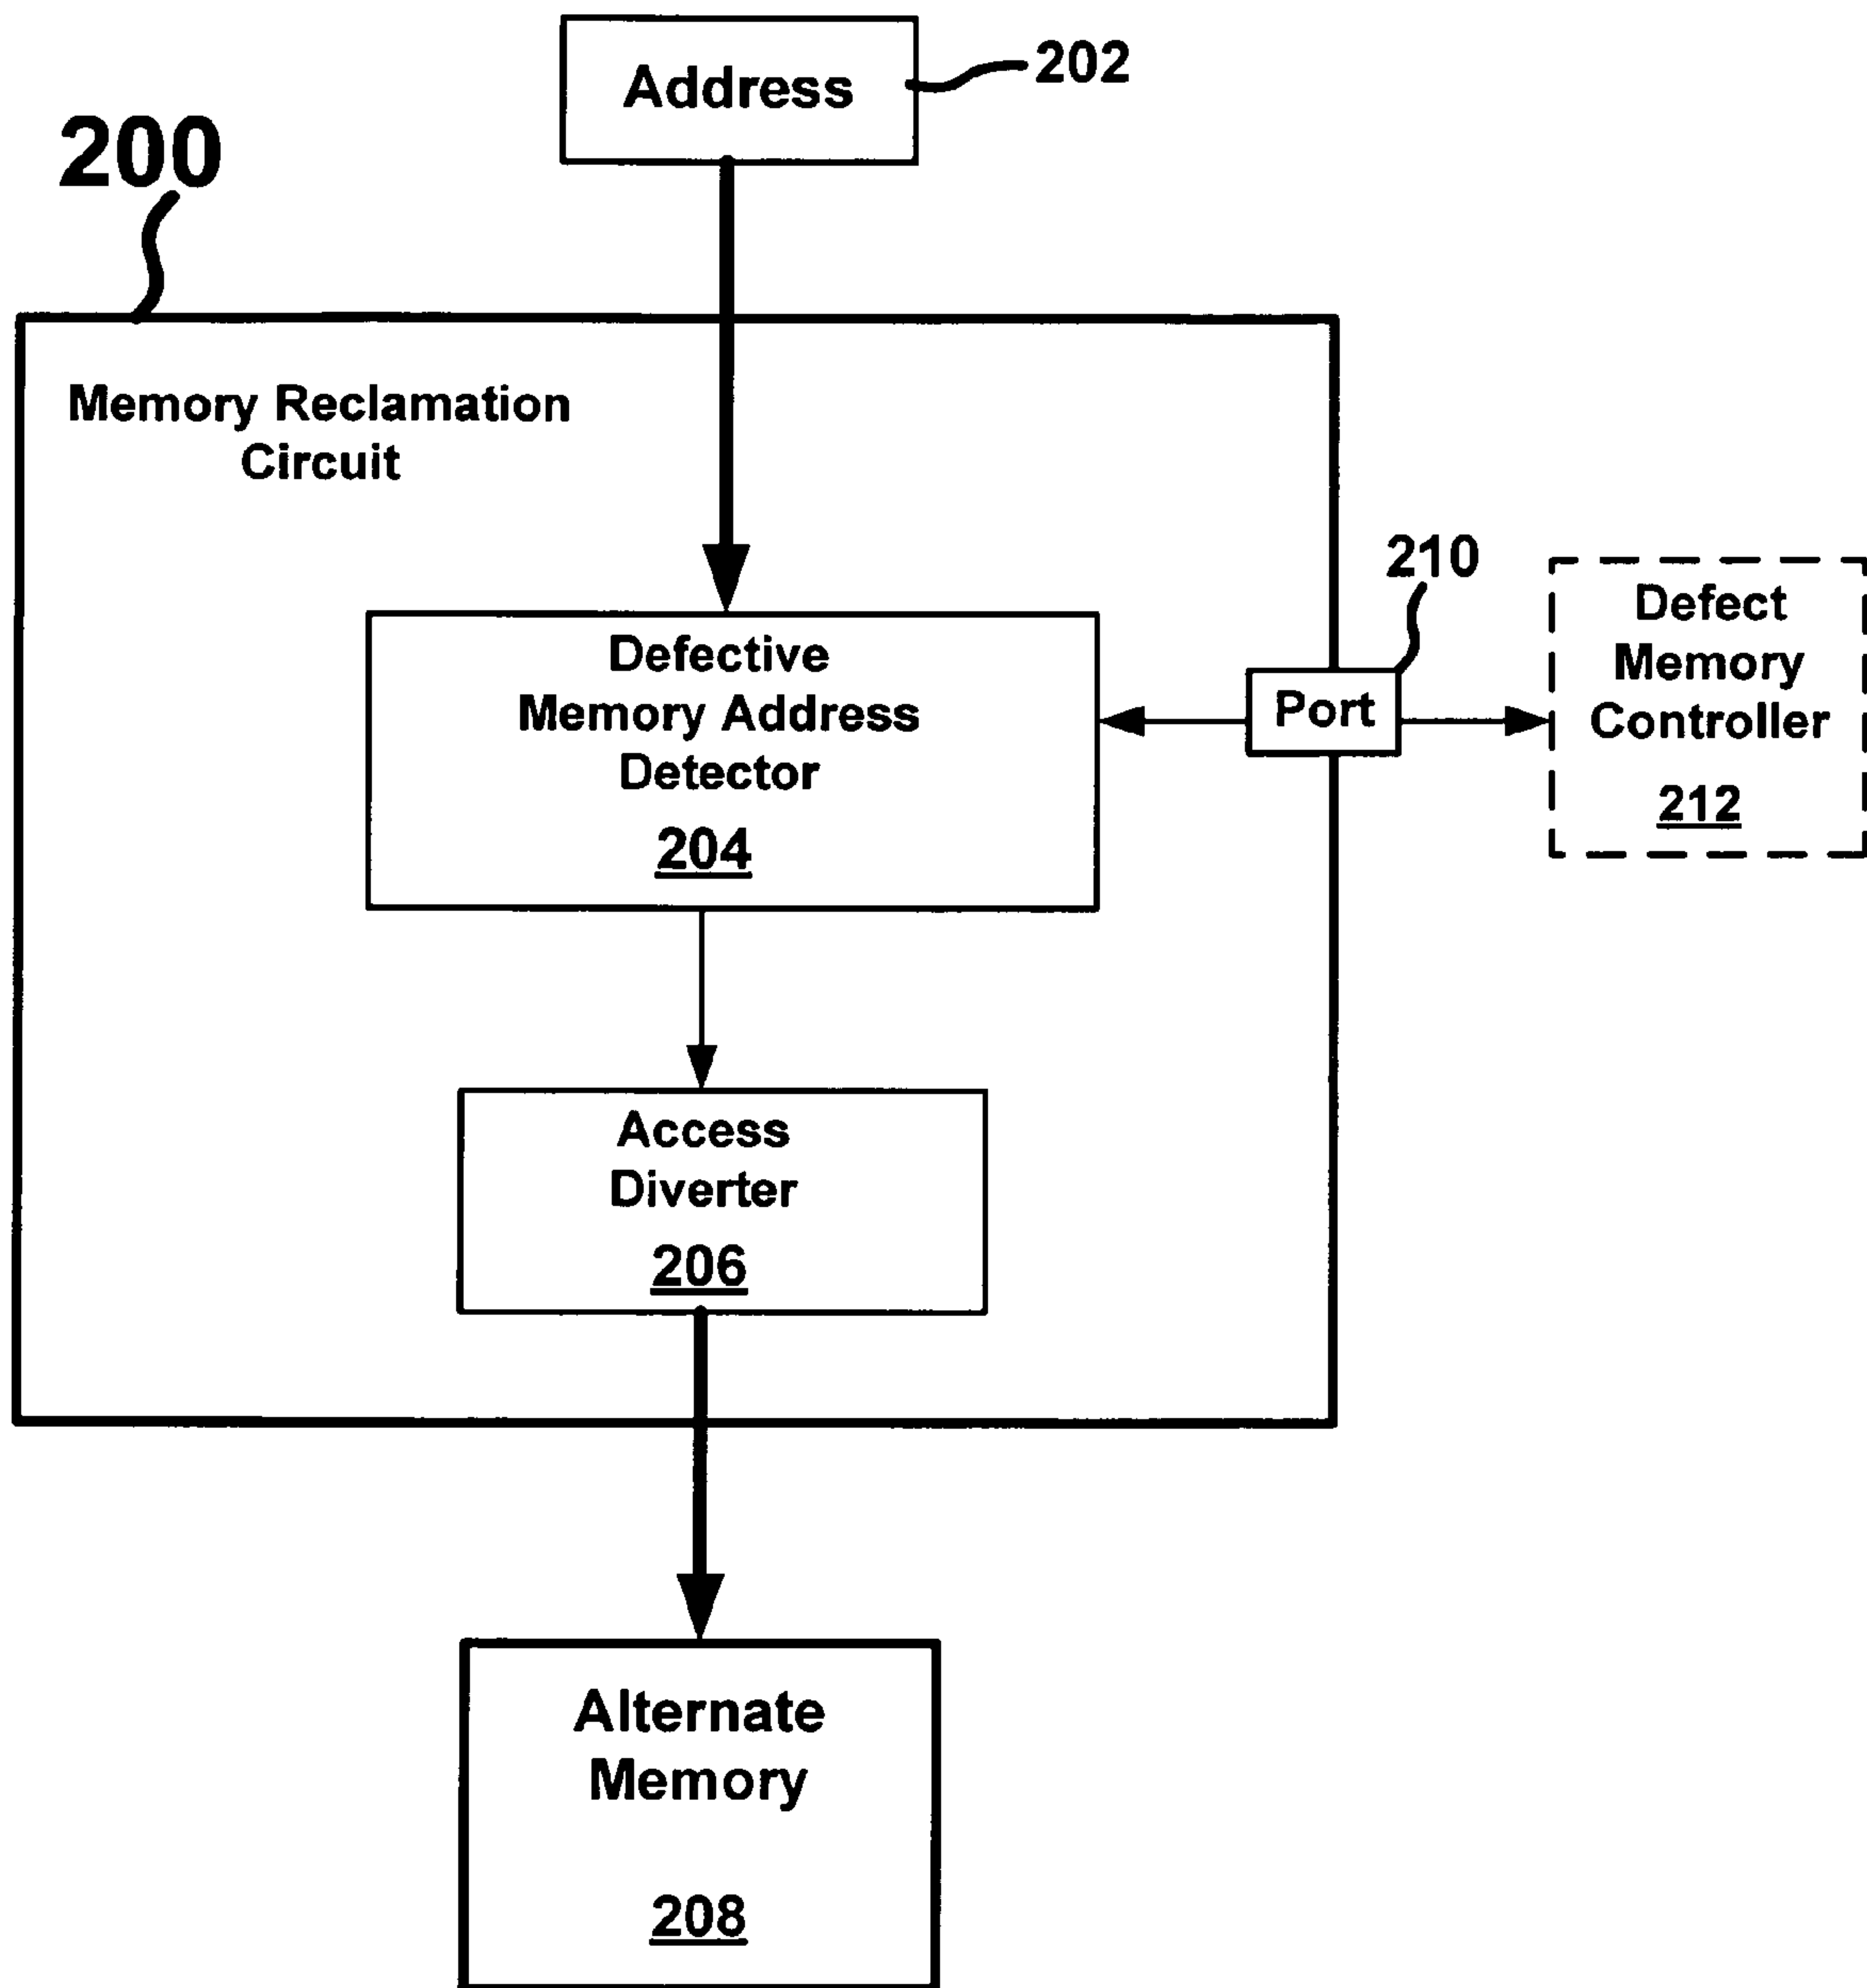 Address
202
200
Memory Reclamation
Circuit
210
Defect
Memory
Controller
212
Defective
Memory Address
Detector
204
Port
Access
Diverter
206
Alternate
Memory
208